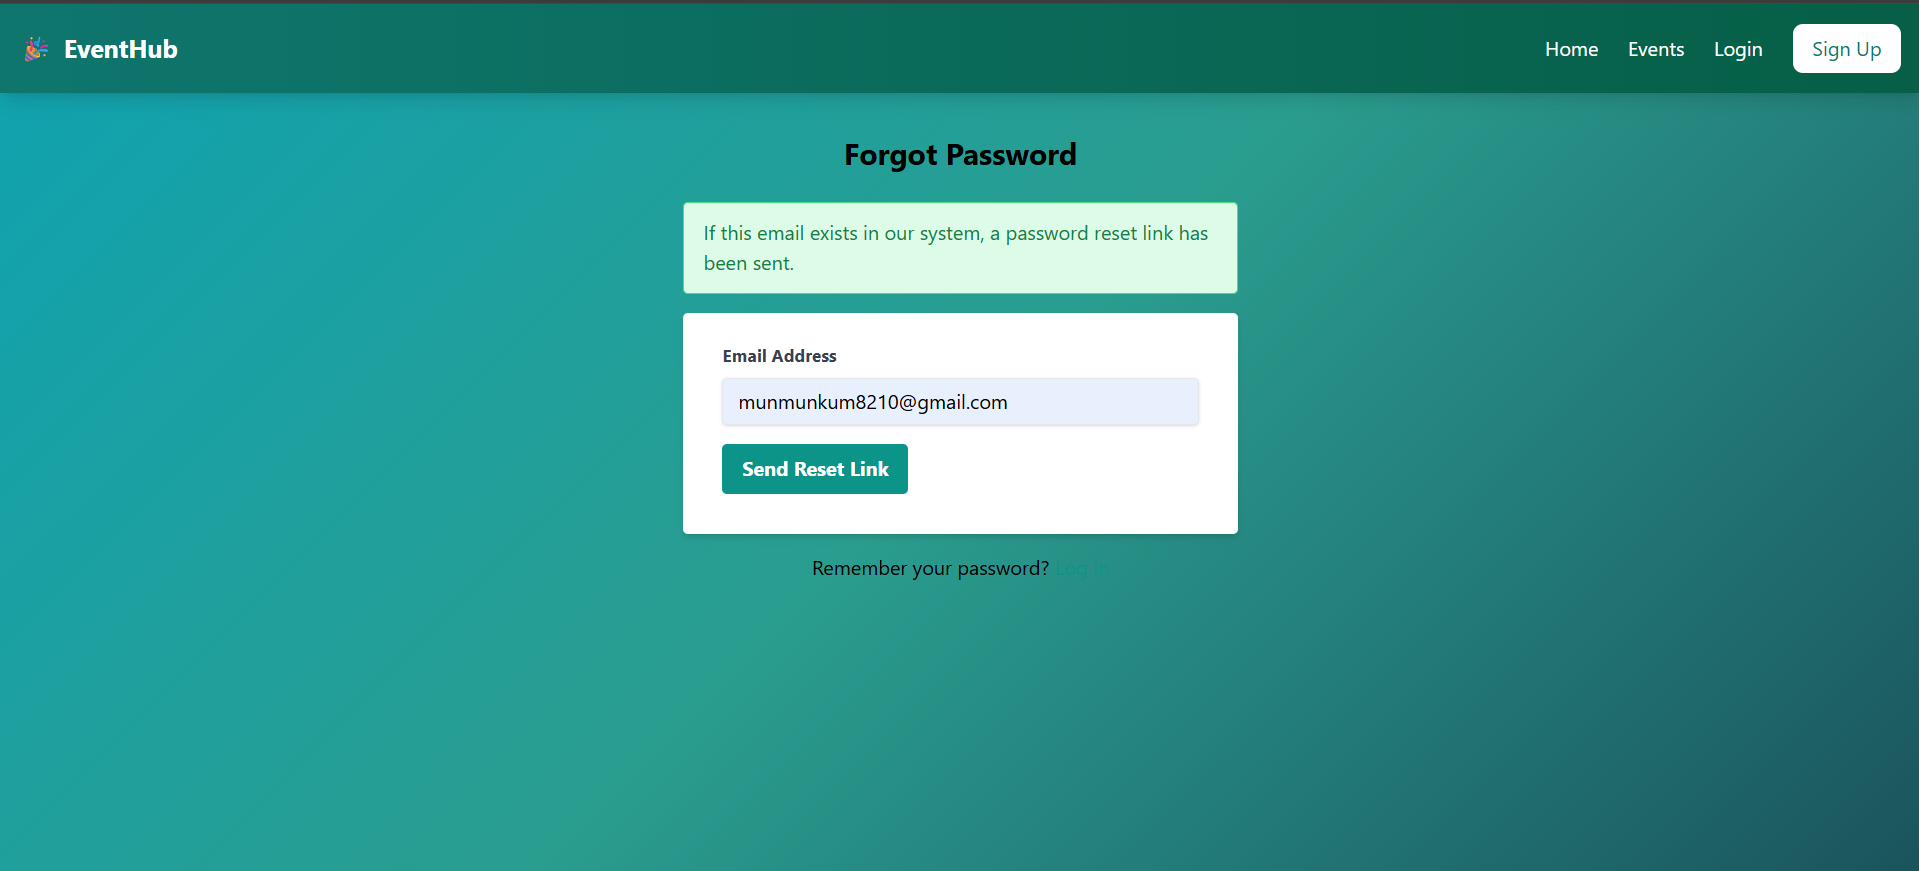 EventHub
Home Events Login Sign Up
Forgot Password
If this email exists in our system, a password reset link has
been sent.
Email Address
munmunkum8210@gmail.com
Send Reset Link
Remember your password? Log in